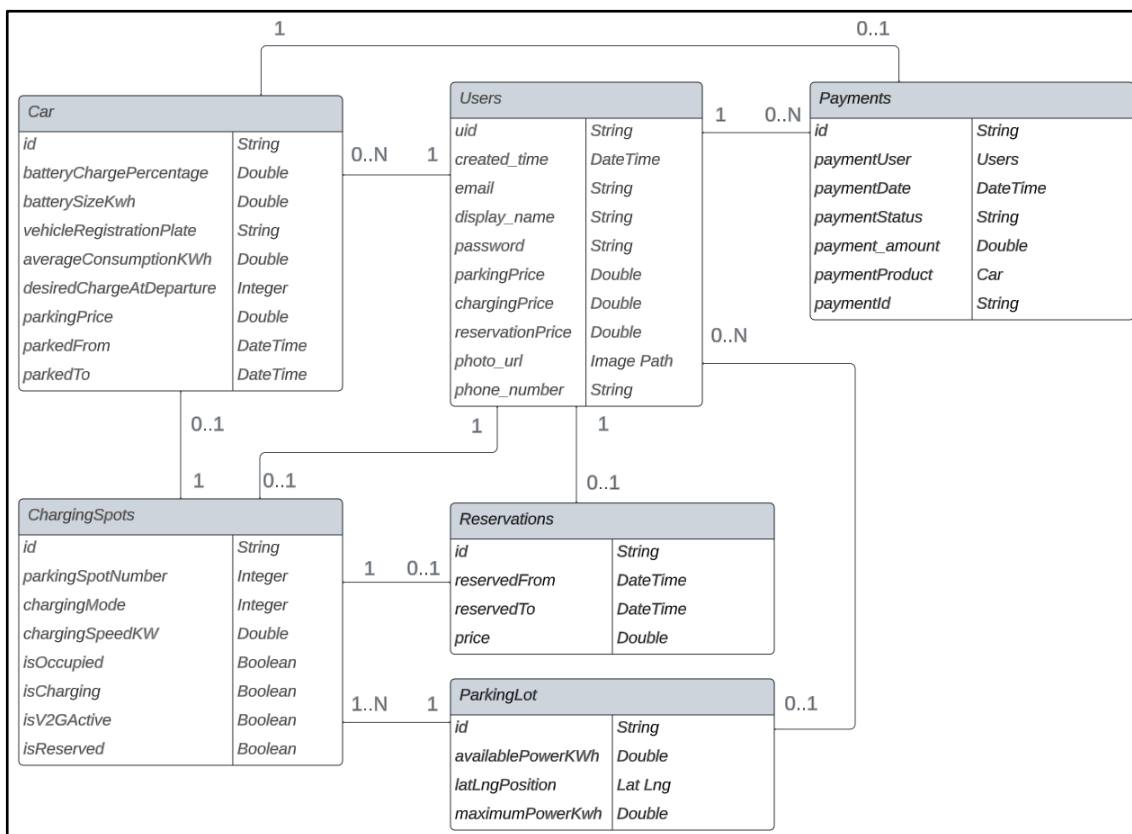 1 0..1
Car
id String
batteryChargePercentage Double
batterySizeKwh Double
vehicleRegistrationPlate String
averageConsumptionKWh Double
desiredChargeAtDeparture Integer
parkingPrice Double
parkedFrom DateTime
parkedTo DateTime
0..N 1
Users
uid String
created_time DateTime
email String
display_name String
password String
parkingPrice Double
chargingPrice Double
reservationPrice Double
photo_url Image Path
phone_number String
1 0..N
Payments
id String
paymentUser Users
paymentDate DateTime
paymentStatus String
payment_amount Double
paymentProduct Car
paymentId String
0..N
0..1
1
1
1
0..1
0..1
ChargingSpots
id String
parkingSpotNumber Integer
chargingMode Integer
chargingSpeedKW Double
isOccupied Boolean
isCharging Boolean
isV2GActive Boolean
isReserved Boolean
1 0..1
Reservations
id String
reservedFrom DateTime
reservedTo DateTime
price Double
1..N 1
ParkingLot
id String
availablePowerKWh Double
latLngPosition Lat Lng
maximumPowerKwh Double
0..1